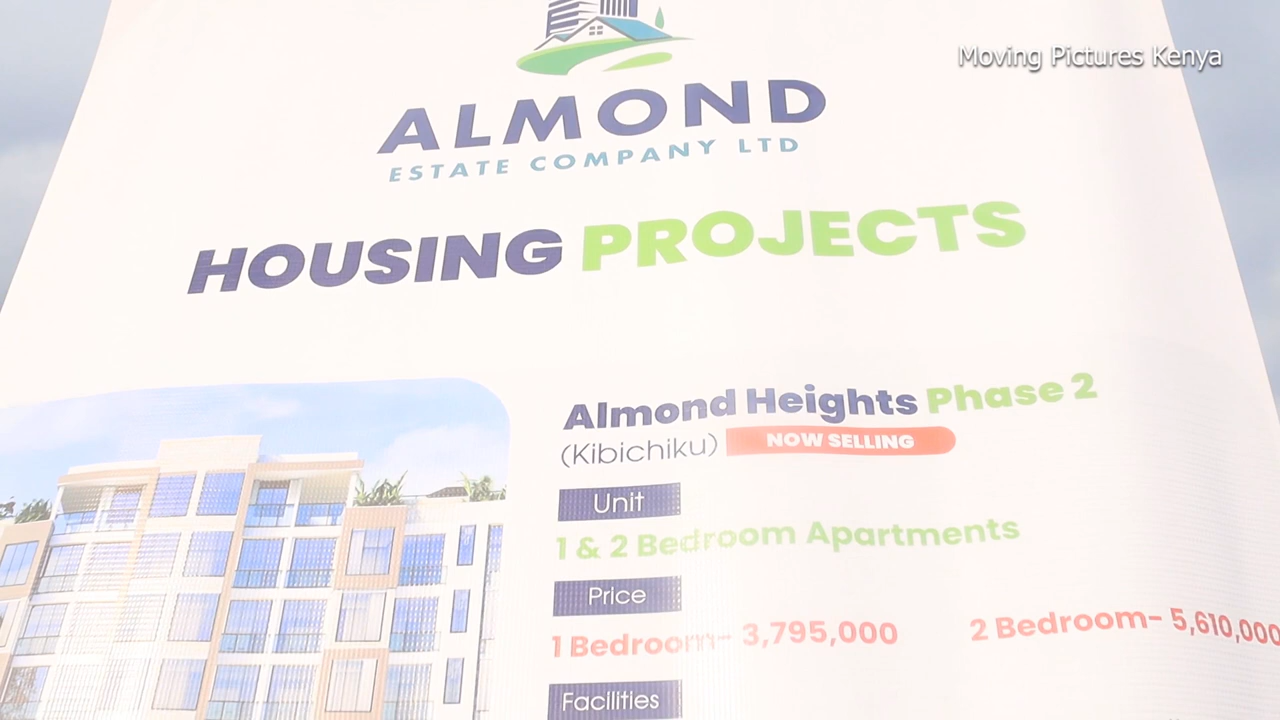 Moving Pictures Kenya
ALMOND
ESTATE COMPANY LTD
HOUSING PROJECTS
Almond Heights Phase 2
(Kibichiku) NOW SELLING
Unit
1 & 2 Bedroom Apartments
Price
1 Bedroom- 3,795,000 2 Bedroom- 5,610,000
Facilities